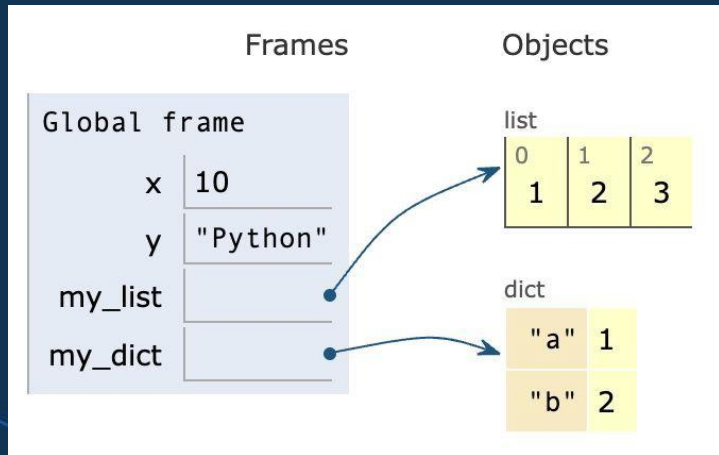 Frames
Objects
Global frame
x 10
y "Python"
my_list
my_dict
list
0 1 2
1 2 3
dict
"a" 1
"b" 2